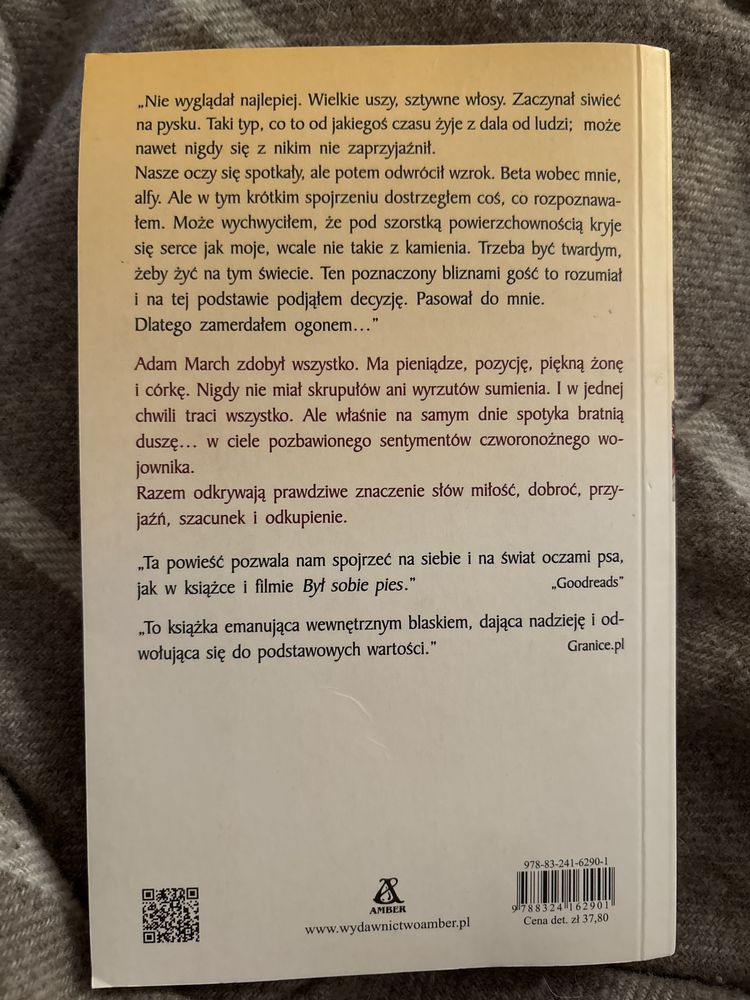 „Nie wyglądał najlepiej. Wielkie uszy, sztywne włosy. Zaczynał siwieć
na pysku. Taki typ, co to od jakiegoś czasu żyje z dala od ludzi; może
nawet nigdy się z nikim nie zaprzyjaźnił.
Nasze oczy się spotkały, ale potem odwrócił wzrok. Beta wobec mnie,
alfy. Ale w tym krótkim spojrzeniu dostrzegłem coś, co rozpoznawa-
łem. Może wychwyciłem, że pod szorstką powierzchownością kryje
się serce jak moje, wcale nie takie z kamienia. Trzeba być twardym,
żeby żyć na tym świecie. Ten poznaczony bliznami gość to rozumiał
i na tej podstawie podjąłem decyzję. Pasował do mnie.
Dlatego zamerdałem ogonem…”
Adam March zdobył wszystko. Ma pieniądze, pozycję, piękną żonę
i córkę. Nigdy nie miał skrupułów ani wyrzutów sumienia. I w jednej
chwili traci wszystko. Ale właśnie na samym dnie spotyka bratnią
duszę… w ciele pozbawionego sentymentów czworonożnego wo-
jownika.
Razem odkrywają prawdziwe znaczenie słów miłość, dobroć, przy-
jaźń, szacunek i odkupienie.
„Ta powieść pozwala nam spojrzeć na siebie i na świat oczami psa,
jak w książce i filmie Był sobie pies.” „Goodreads”
„To książka emanująca wewnętrznym blaskiem, dająca nadzieję i od-
wołująca się do podstawowych wartości.” Granice.pl
978-83-241-6290-1
AMBER
www.wydawnictwoamber.pl
9 788324 162901
Cena det. zł 37,80